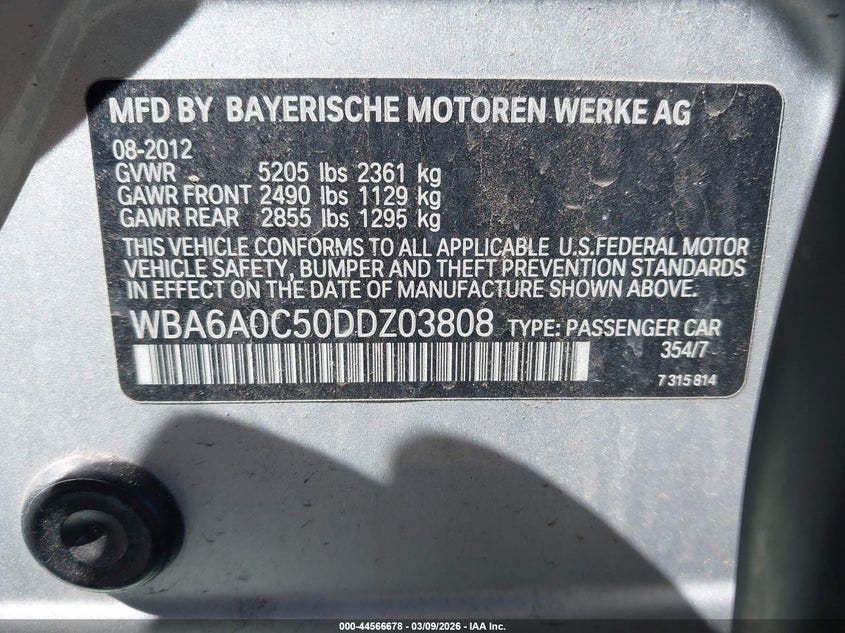 MFD BY BAYERISCHE MOTOREN WERKE AG
08-2012
GVWR 5205 lbs 2361 kg
GAWR FRONT 2490 lbs 1129 kg
GAWR REAR 2855 lbs 1295 kg
THIS VEHICLE CONFORMS TO ALL APPLICABLE U.S.FEDERAL MOTOR
VEHICLE SAFETY, BUMPER AND THEFT PREVENTION STANDARDS
IN EFFECT ON THE DATE OF MANUFACTURE SHOWN ABOVE.
WBA6A0C50DDZ03808 TYPE: PASSENGER CAR
354/7
7 315 814
000-44566678 - 03/09/2026 - IAA Inc.